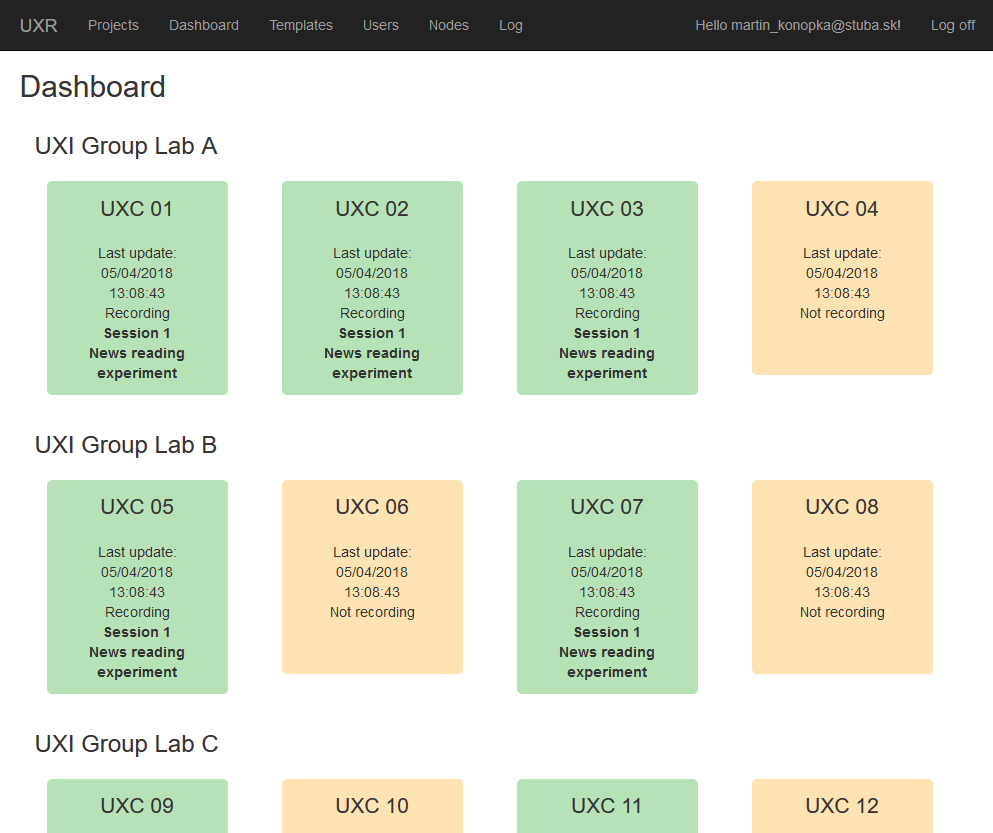 UXR Projects Dashboard Templates Users Nodes Log Hello martin_konopka@stuba.sk! Log off
Dashboard
UXI Group Lab A
UXC 01
Last update:
05/04/2018
13:08:43
Recording
Session 1
News reading
experiment
UXC 02
Last update:
05/04/2018
13:08:43
Recording
Session 1
News reading
experiment
UXC 03
Last update:
05/04/2018
13:08:43
Recording
Session 1
News reading
experiment
UXC 04
Last update:
05/04/2018
13:08:43
Not recording
UXI Group Lab B
UXC 05
Last update:
05/04/2018
13:08:43
Recording
Session 1
News reading
experiment
UXC 06
Last update:
05/04/2018
13:08:43
Not recording
UXC 07
Last update:
05/04/2018
13:08:43
Recording
Session 1
News reading
experiment
UXC 08
Last update:
05/04/2018
13:08:43
Not recording
UXI Group Lab C
UXC 09
UXC 10
UXC 11
UXC 12